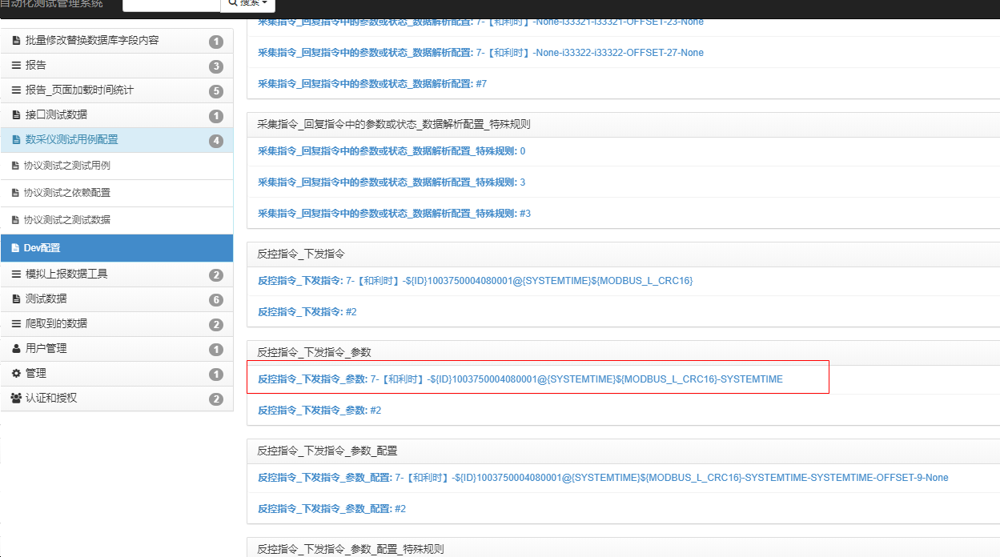 自动化测试管理系统
搜索
批量修改替换数据库字段内容 1
报告 3
报告_页面加载时间统计 5
接口测试数据 1
数采仪测试用例配置 4
协议测试之测试用例
协议测试之依赖配置
协议测试之测试数据
Dev配置
模拟上报数据工具 2
测试数据 6
爬取到的数据 2
用户管理 1
管理 1
认证和授权 2
采集指令_回复指令中的参数或状态_数据解析配置: 7-【和利时】-None-i33321-i33321-OFFSET-23-None
采集指令_回复指令中的参数或状态_数据解析配置: 7-【和利时】-None-i33322-i33322-OFFSET-27-None
采集指令_回复指令中的参数或状态_数据解析配置: #7
采集指令_回复指令中的参数或状态_数据解析配置_特殊规则
采集指令_回复指令中的参数或状态_数据解析配置_特殊规则: 0
采集指令_回复指令中的参数或状态_数据解析配置_特殊规则: 3
采集指令_回复指令中的参数或状态_数据解析配置_特殊规则: #3
反控指令_下发指令
反控指令_下发指令: 7-【和利时】-${ID}1003750004080001@{SYSTEMTIME}${MODBUS_L_CRC16}
反控指令_下发指令: #2
反控指令_下发指令_参数
反控指令_下发指令_参数: 7-【和利时】-${ID}1003750004080001@{SYSTEMTIME}${MODBUS_L_CRC16}-SYSTEMTIME
反控指令_下发指令_参数: #2
反控指令_下发指令_参数_配置
反控指令_下发指令_参数_配置: 7-【和利时】-${ID}1003750004080001@{SYSTEMTIME}${MODBUS_L_CRC16}-SYSTEMTIME-SYSTEMTIME-OFFSET-9-None
反控指令_下发指令_参数_配置: #2
反控指令_下发指令_参数_配置_特殊规则